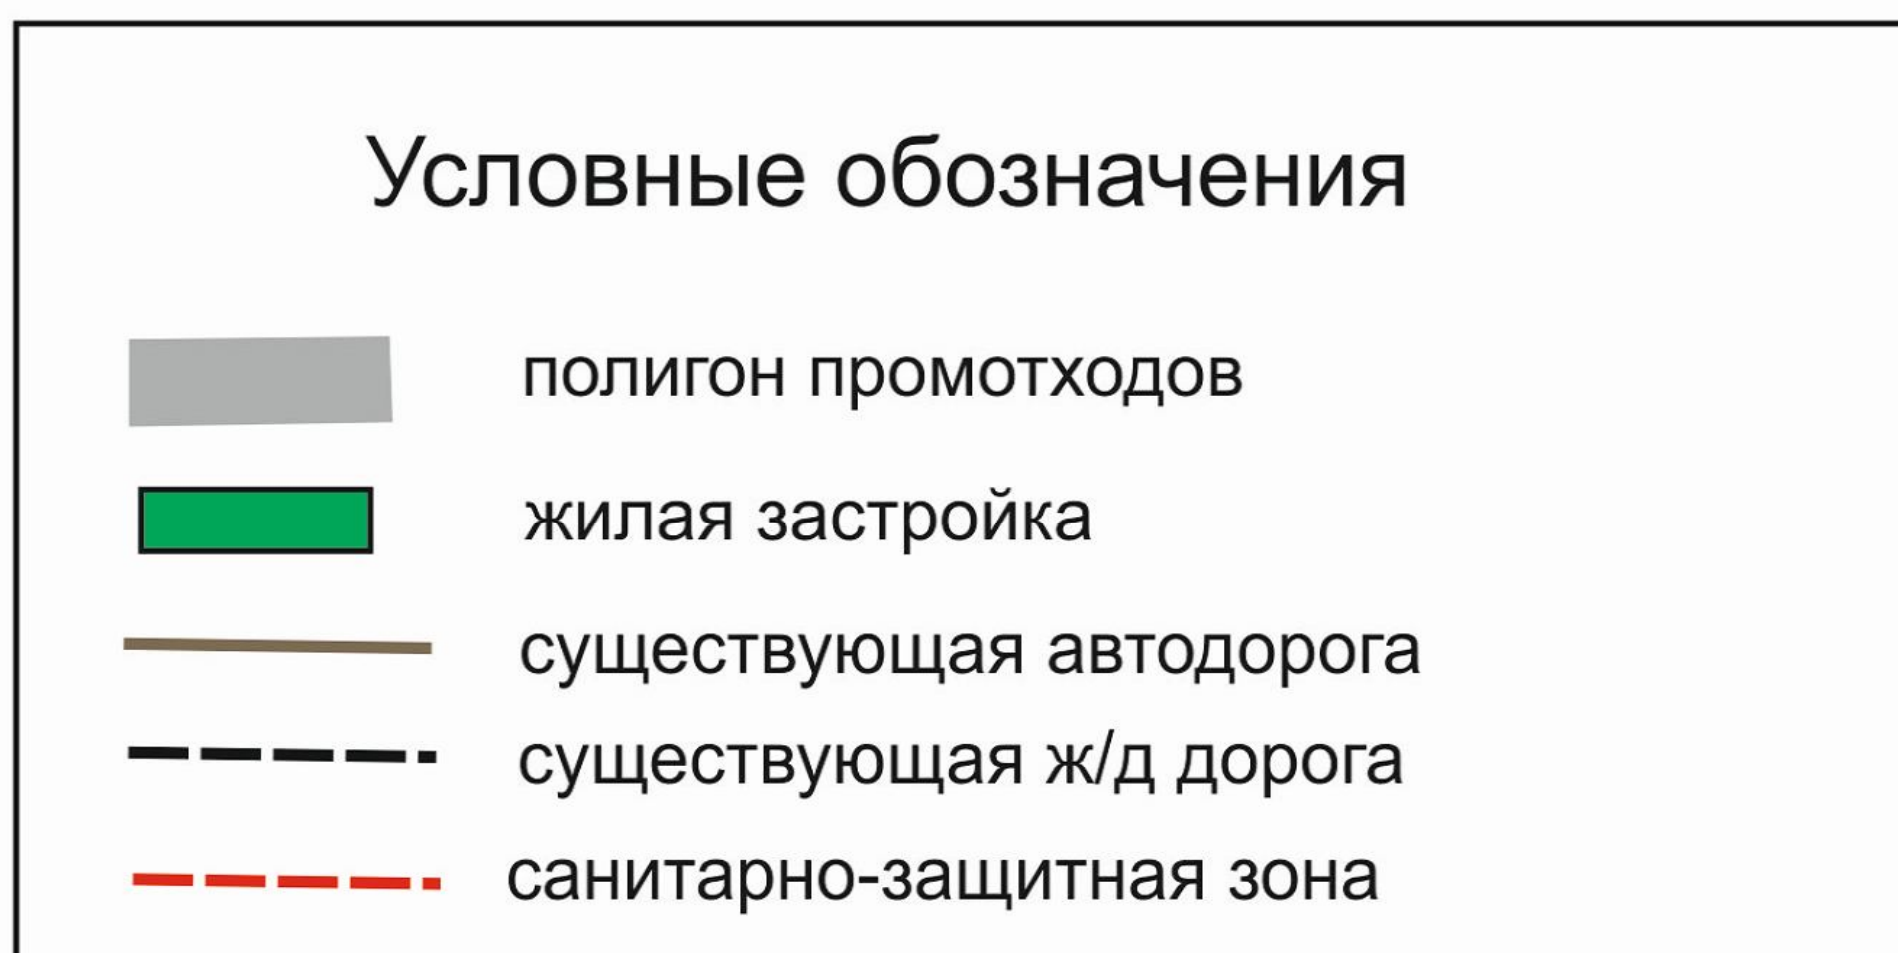 Условные обозначения
полигон промотходов
жилая застройка
существующая автодорога
существующая ж/д дорога
санитарно-защитная зона